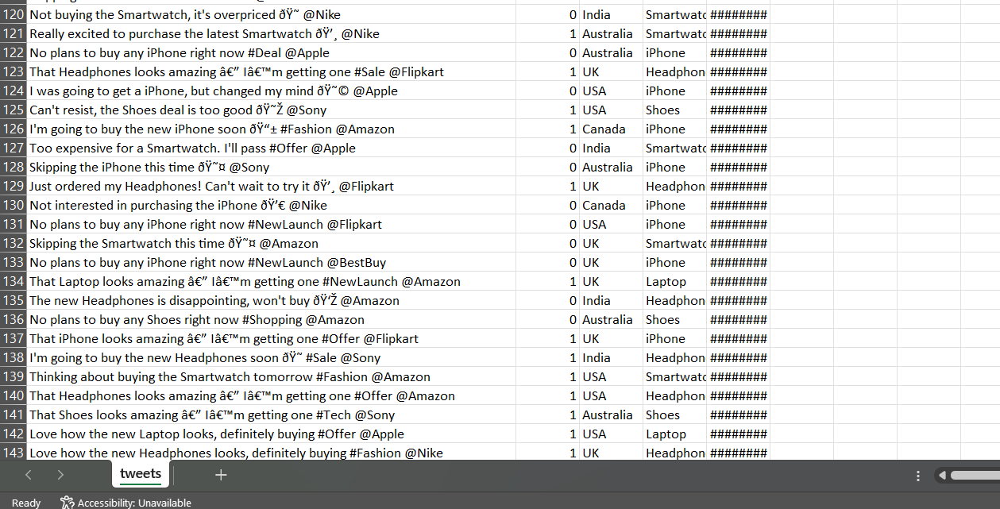 120 Not buying the Smartwatch, it's overpriced ðŸ˜ @Nike 0 India Smartwatc ########
121 Really excited to purchase the latest Smartwatch ðŸ’¸ @Nike 1 Australia Smartwatc ########
122 No plans to buy any iPhone right now #Deal @Apple 0 Australia iPhone ########
123 That Headphones looks amazing â€” Iâ€™m getting one #Sale @Flipkart 1 UK Headphon ########
124 I was going to get a iPhone, but changed my mind ðŸ˜© @Apple 0 USA iPhone ########
125 Can't resist, the Shoes deal is too good ðŸ˜Ž @Sony 1 USA Shoes ########
126 I'm going to buy the new iPhone soon ðŸ“± #Fashion @Amazon 1 Canada iPhone ########
127 Too expensive for a Smartwatch. I'll pass #Offer @Apple 0 India Smartwatc ########
128 Skipping the iPhone this time ðŸ˜¤ @Sony 0 Australia iPhone ########
129 Just ordered my Headphones! Can't wait to try it ðŸ’¸ @Flipkart 1 UK Headphon ########
130 Not interested in purchasing the iPhone ðŸ’€ @Nike 0 Canada iPhone ########
131 No plans to buy any iPhone right now #NewLaunch @Flipkart 0 USA iPhone ########
132 Skipping the Smartwatch this time ðŸ˜¤ @Amazon 0 UK Smartwatc ########
133 No plans to buy any iPhone right now #NewLaunch @BestBuy 0 UK iPhone ########
134 That Laptop looks amazing â€” Iâ€™m getting one #NewLaunch @Amazon 1 UK Laptop ########
135 The new Headphones is disappointing, won't buy ðŸ‘Ž @Amazon 0 India Headphon ########
136 No plans to buy any Shoes right now #Shopping @Amazon 0 Australia Shoes ########
137 That iPhone looks amazing â€” Iâ€™m getting one #Offer @Flipkart 1 UK iPhone ########
138 I'm going to buy the new Headphones soon ðŸ˜ #Sale @Sony 1 India Headphon ########
139 Thinking about buying the Smartwatch tomorrow #Fashion @Amazon 1 USA Smartwatc ########
140 That Headphones looks amazing â€” Iâ€™m getting one #Offer @Amazon 1 USA Headphon ########
141 That Shoes looks amazing â€” Iâ€™m getting one #Tech @Sony 1 Australia Shoes ########
142 Love how the new Laptop looks, definitely buying #Offer @Apple 1 USA Laptop ########
143 Love how the new Headphones looks, definitely buying #Fashion @Nike 1 UK Headphon ########
tweets
Ready Accessibility: Unavailable